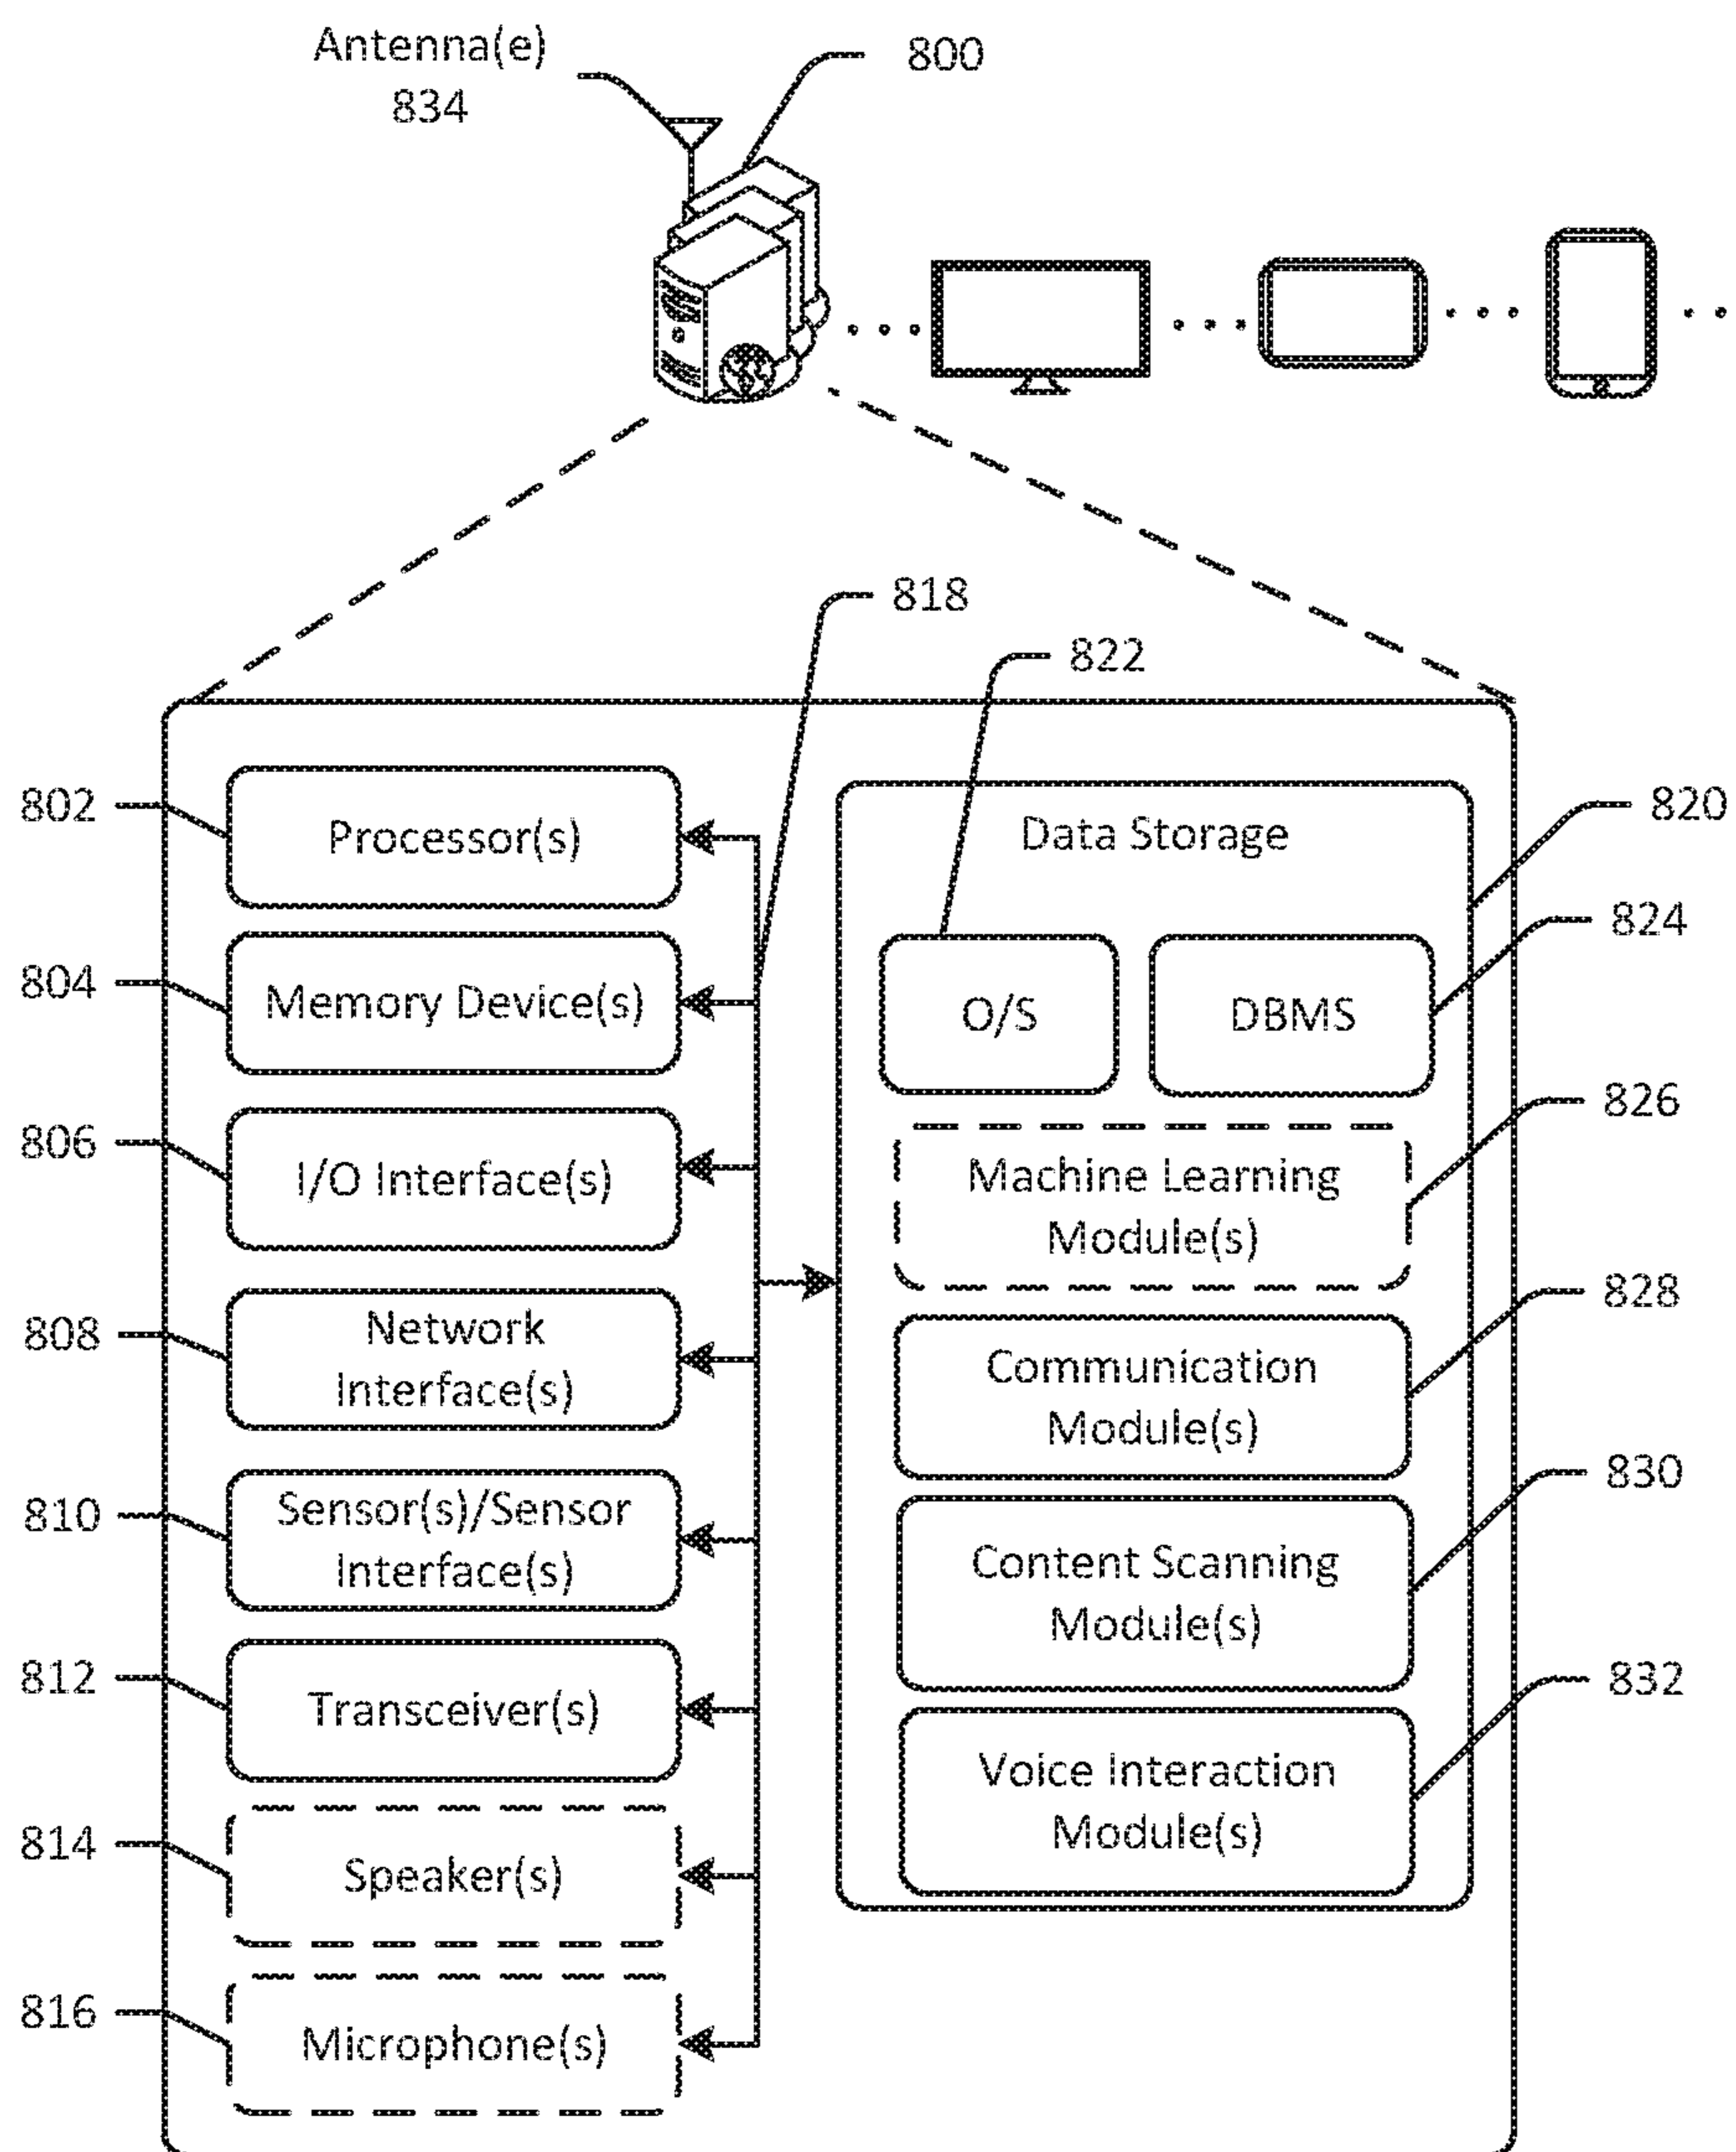 Antenna(e)
834
800
818
822
802
Processor(s)
804
Memory Device(s)
806
I/O Interface(s)
808
Network
Interface(s)
810
Sensor(s)/Sensor
Interface(s)
812
Transceiver(s)
814
Speaker(s)
816
Microphone(s)
Data Storage
820
O/S
DBMS
824
Machine Learning
Module(s)
826
Communication
Module(s)
828
Content Scanning
Module(s)
830
Voice Interaction
Module(s)
832